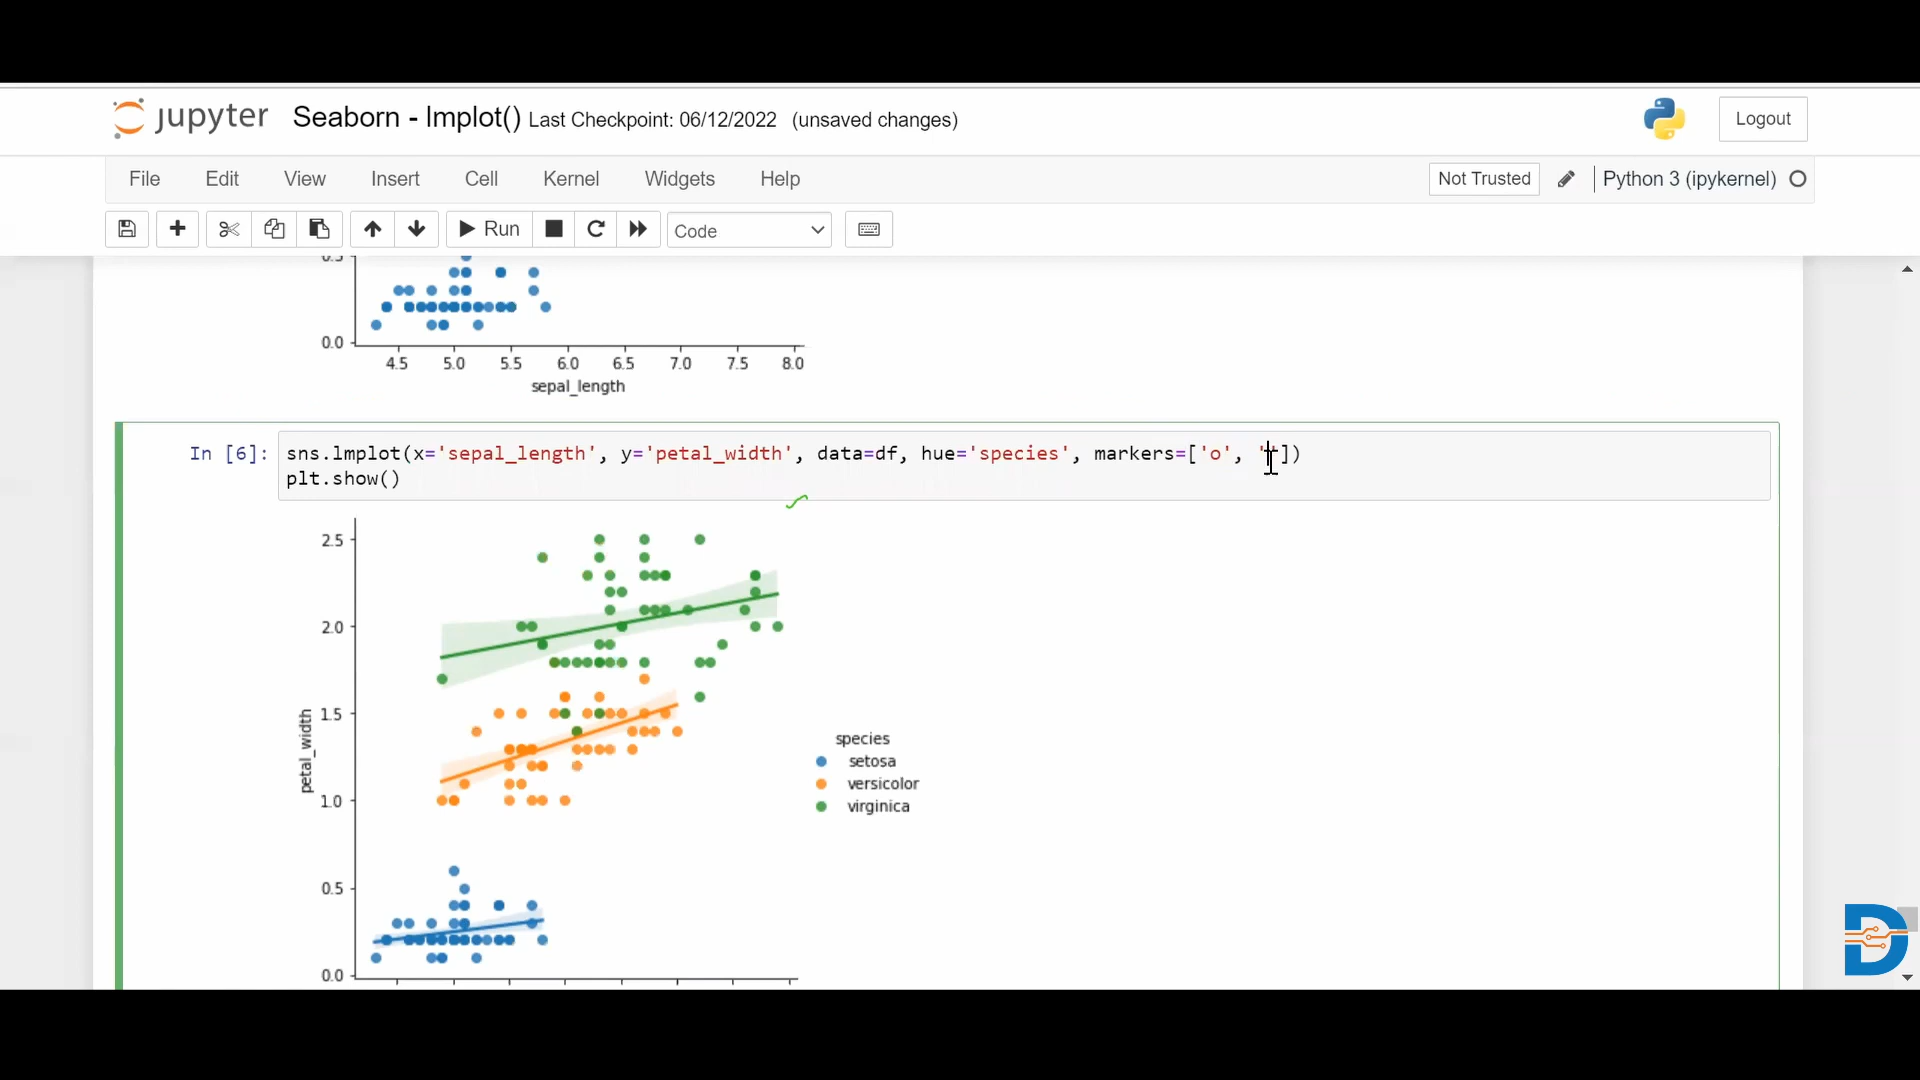 jupyter Seaborn - lmplot() Last Checkpoint: 06/12/2022 (unsaved changes) Logout
File Edit View Insert Cell Kernel Widgets Help Not Trusted Python 3 (ipykernel)
Run Code
0.0
4.5 5.0 5.5 6.0 6.5 7.0 7.5 8.0
sepal_length
In [6]: sns.lmplot(x='sepal_length', y='petal_width', data=df, hue='species', markers=['o', ''])
plt.show()
2.5
2.0
1.5
1.0
0.5
0.0
petal_width
species
setosa
versicolor
virginica